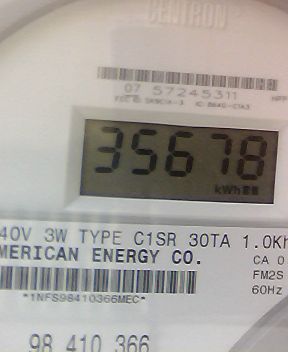 CENTRON
07 57245311
35678
kWh
40V 3W TYPE C1SR 30TA 1.0Kh
MERICAN ENERGY CO.
CA 0
FM2S
60Hz
*1NFS98410366MEC*
98 410 366